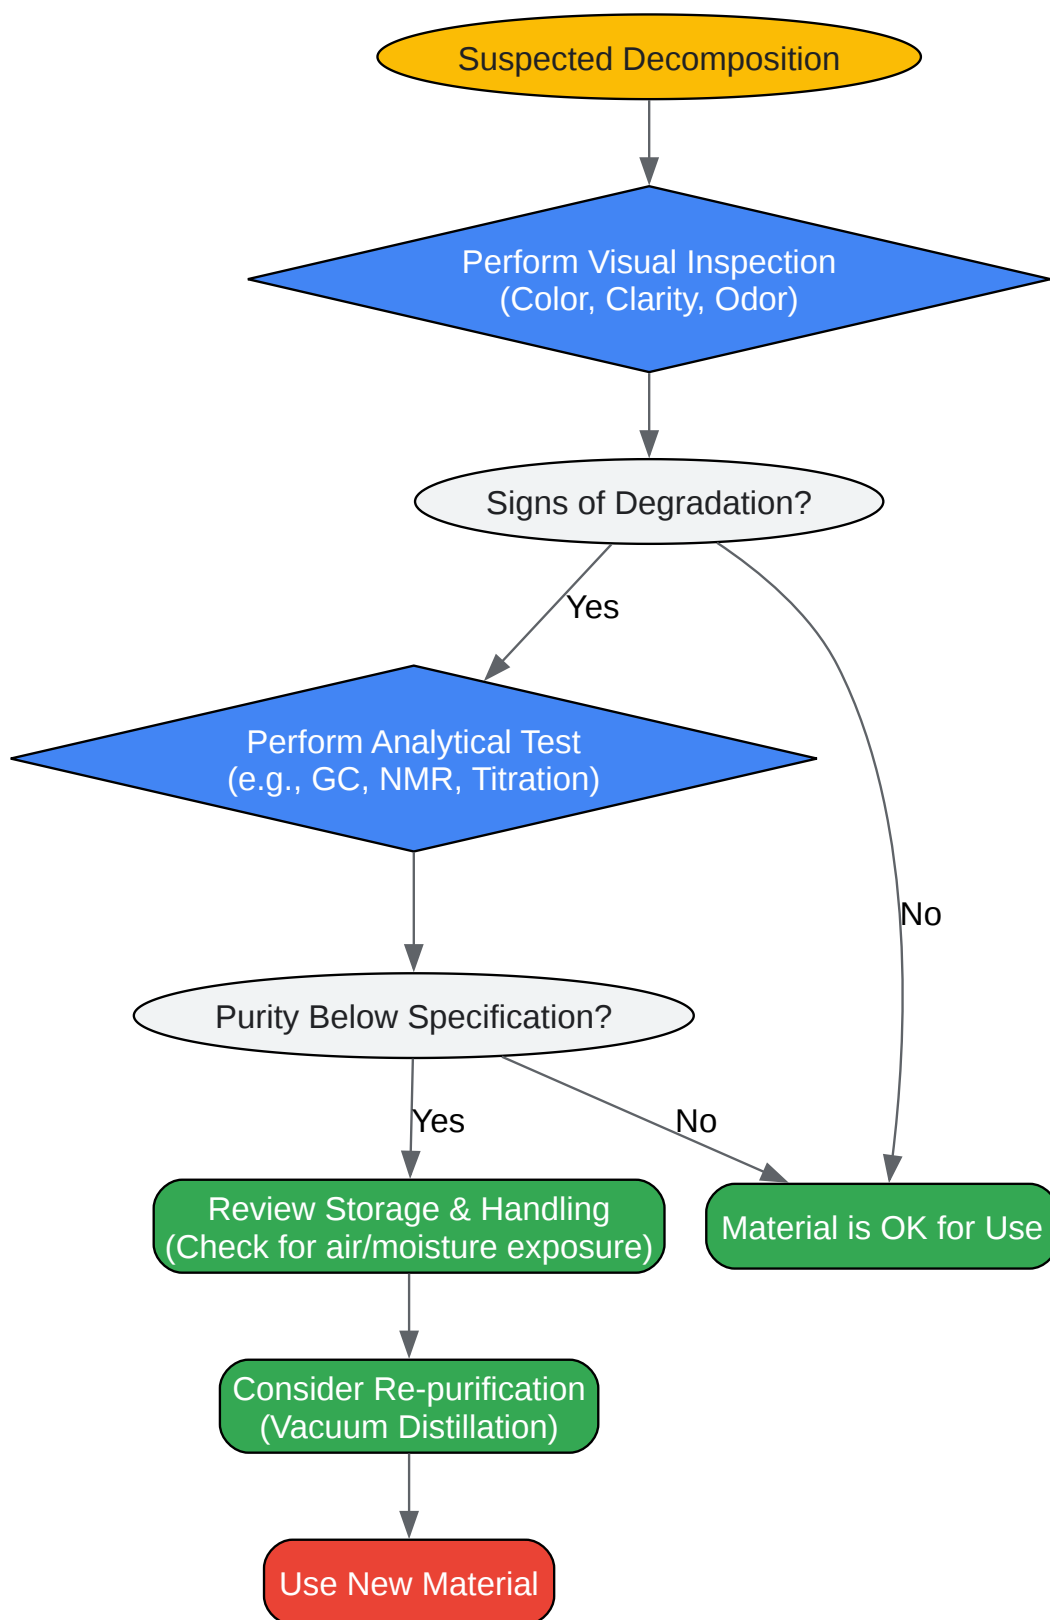 Suspected Decomposition
Perform Visual Inspection
(Color, Clarity, Odor)
Signs of Degradation?
Yes
Perform Analytical Test
(e.g., GC, NMR, Titration)
No
Purity Below Specification?
Yes
No
Review Storage & Handling
(Check for air/moisture exposure)
Material is OK for Use
Consider Re-purification
(Vacuum Distillation)
Use New Material